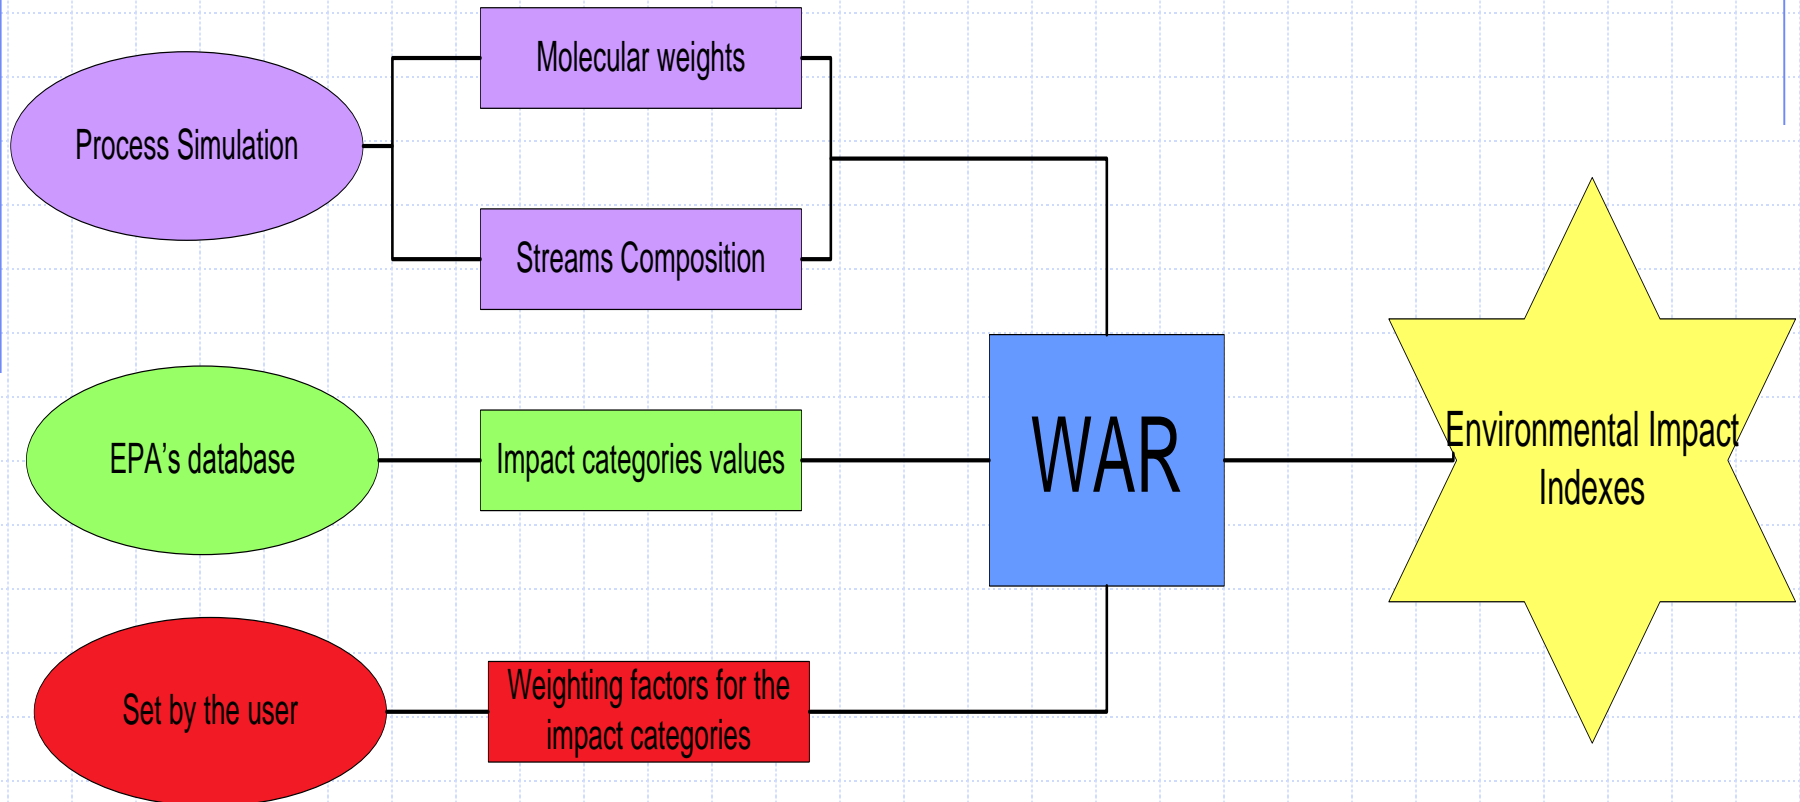 Molecular weights
Process Simulation
Streams Composition
EPA's database
Impact categories values
WAR
Environmental Impact
Indexes
Set by the user
Weighting factors for the
impact categories